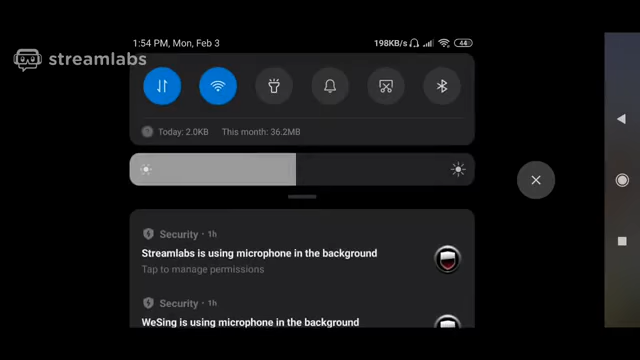 1:54 PM, Mon, Feb 3
198KB/s
44
streamlabs
Today: 2.0KB This month: 36.2MB
Security · 1h
Streamlabs is using microphone in the background
Tap to manage permissions
Security · 1h
WeSing is using microphone in the background